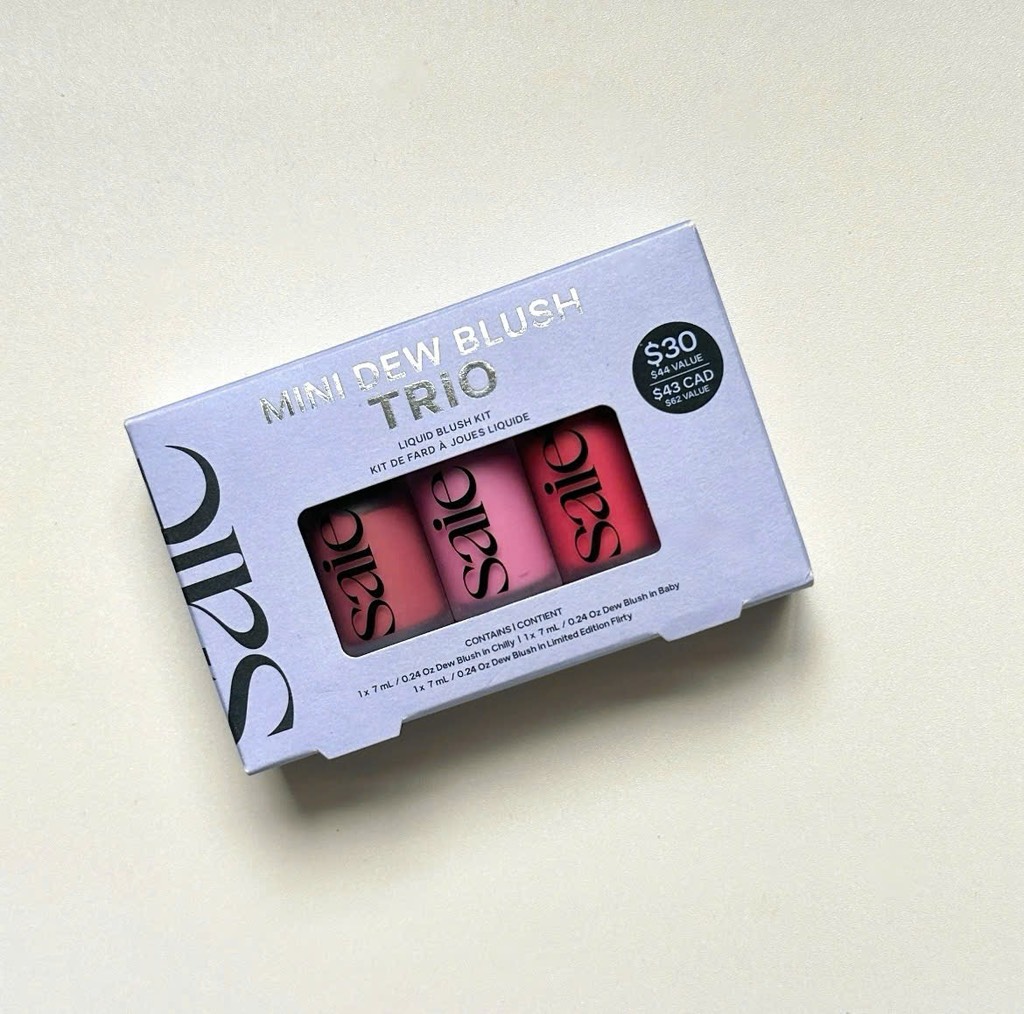 MINI DEW BLUSH
TRIO
LIQUID BLUSH KIT
KIT DE FARD À JOUES LIQUIDE
$30
$44 VALUE
$43 CAD
$62 VALUE
saie
saie
saie
saie
CONTAINS | CONTIENT
1 x 7 mL / 0.24 Oz Dew Blush in Chilly | 1 x 7 mL / 0.24 Oz Dew Blush in Baby
1 x 7 mL / 0.24 Oz Dew Blush in Limited Edition Flirty